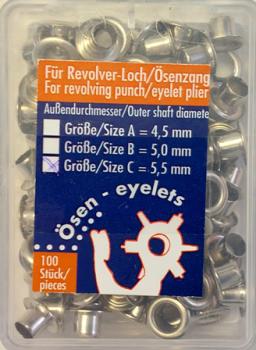 Für Revolver-Loch/Ösenzang
For revolving punch/eyelet plier
Außendurchmesser/Outer shaft diamete
Größe/Size A = 4,5 mm
Größe/Size B = 5,0 mm
Größe/Size C = 5,5 mm
Ösen - eyelets
100
Stück/
pieces